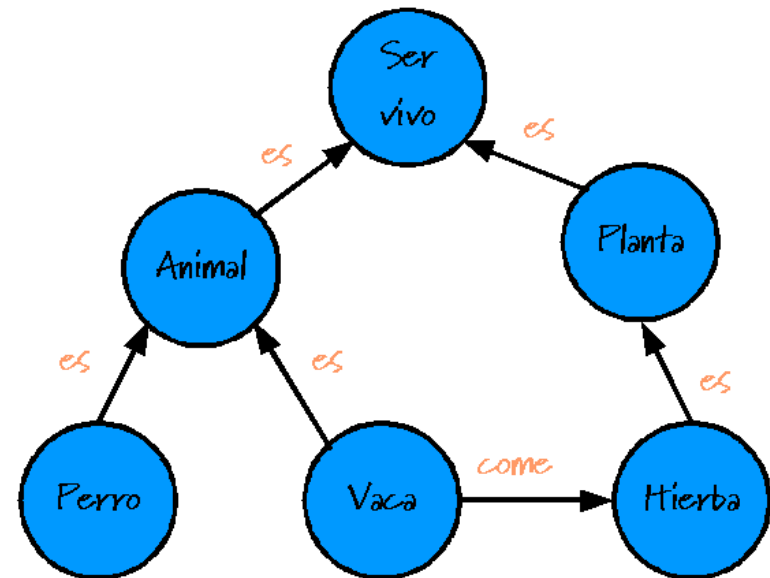 Ser
vivo
es
es
Animal
Planta
es
es
es
Perro
Vaca
come
Hierba